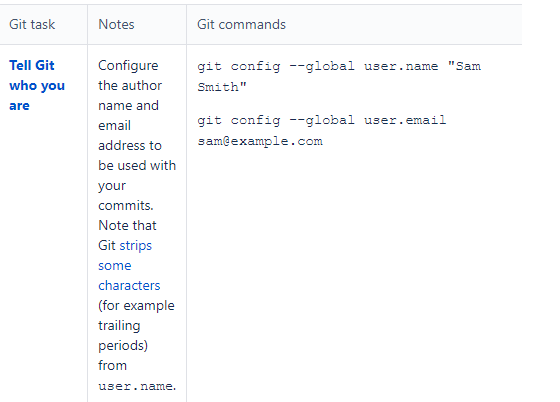 Git task
Notes
Git commands
Tell Git
who you
are
Configure
the author
name and
email
address to
be used with
your
commits.
Note that
Git strips
some
characters
(for example
trailing
periods)
from
user.name.
git config --global user.name "Sam
Smith"
git config --global user.email
sam@example.com